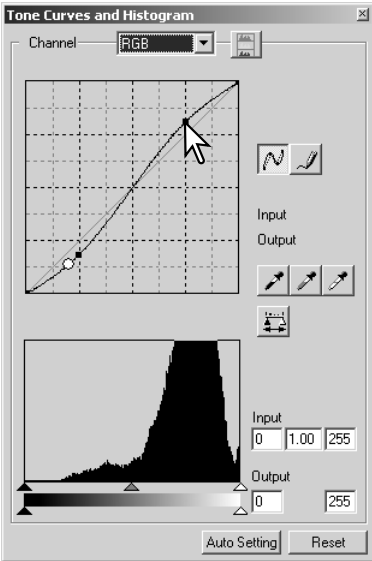 Tone Curves and Histogram
Channel RGB
Input
Output
Input
0 1.00 255
Output
0 255
Auto Setting Reset